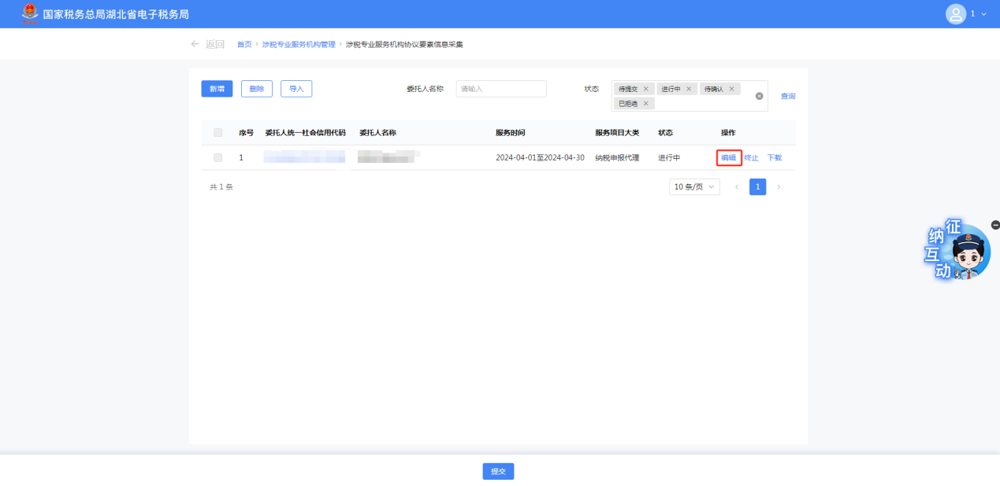 国家税务总局湖北省电子税务局 1
返回 首页 涉税专业服务机构管理 涉税专业服务机构协议要素信息采集
新增 删除 导入 委托人名称 请输入 状态 待提交 进行中 待确认 已拒绝 查询
序号 委托人统一社会信用代码 委托人名称 服务时间 服务项目大类 状态 操作
1 2024-04-01至2024-04-30 纳税申报代理 进行中 编辑 终止 下载
共 1 条 10 条/页 1
征纳互动
提交